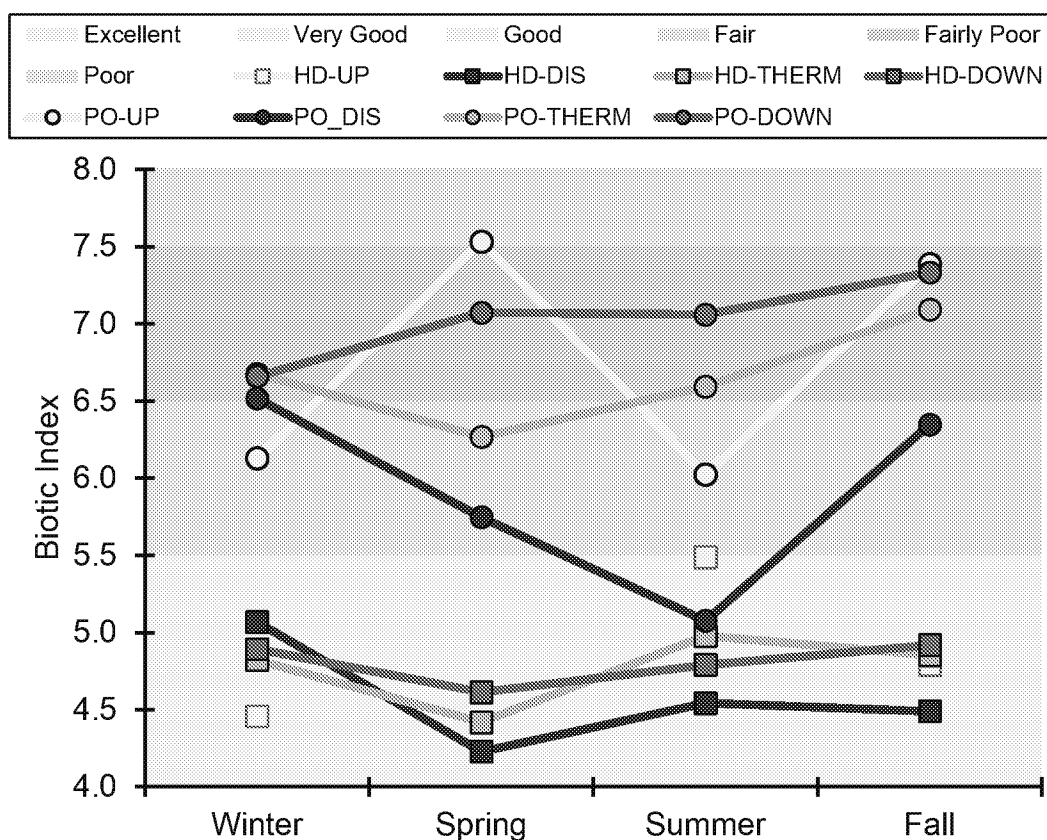 Excellent Very Good Good Fair Fairly Poor
Poor HD-UP HD-DIS HD-THERM HD-DOWN
PO-UP PO_DIS PO-THERM PO-DOWN
8.0
7.5
7.0
6.5
6.0
5.5
5.0
4.5
4.0
Biotic Index
Winter Spring Summer Fall